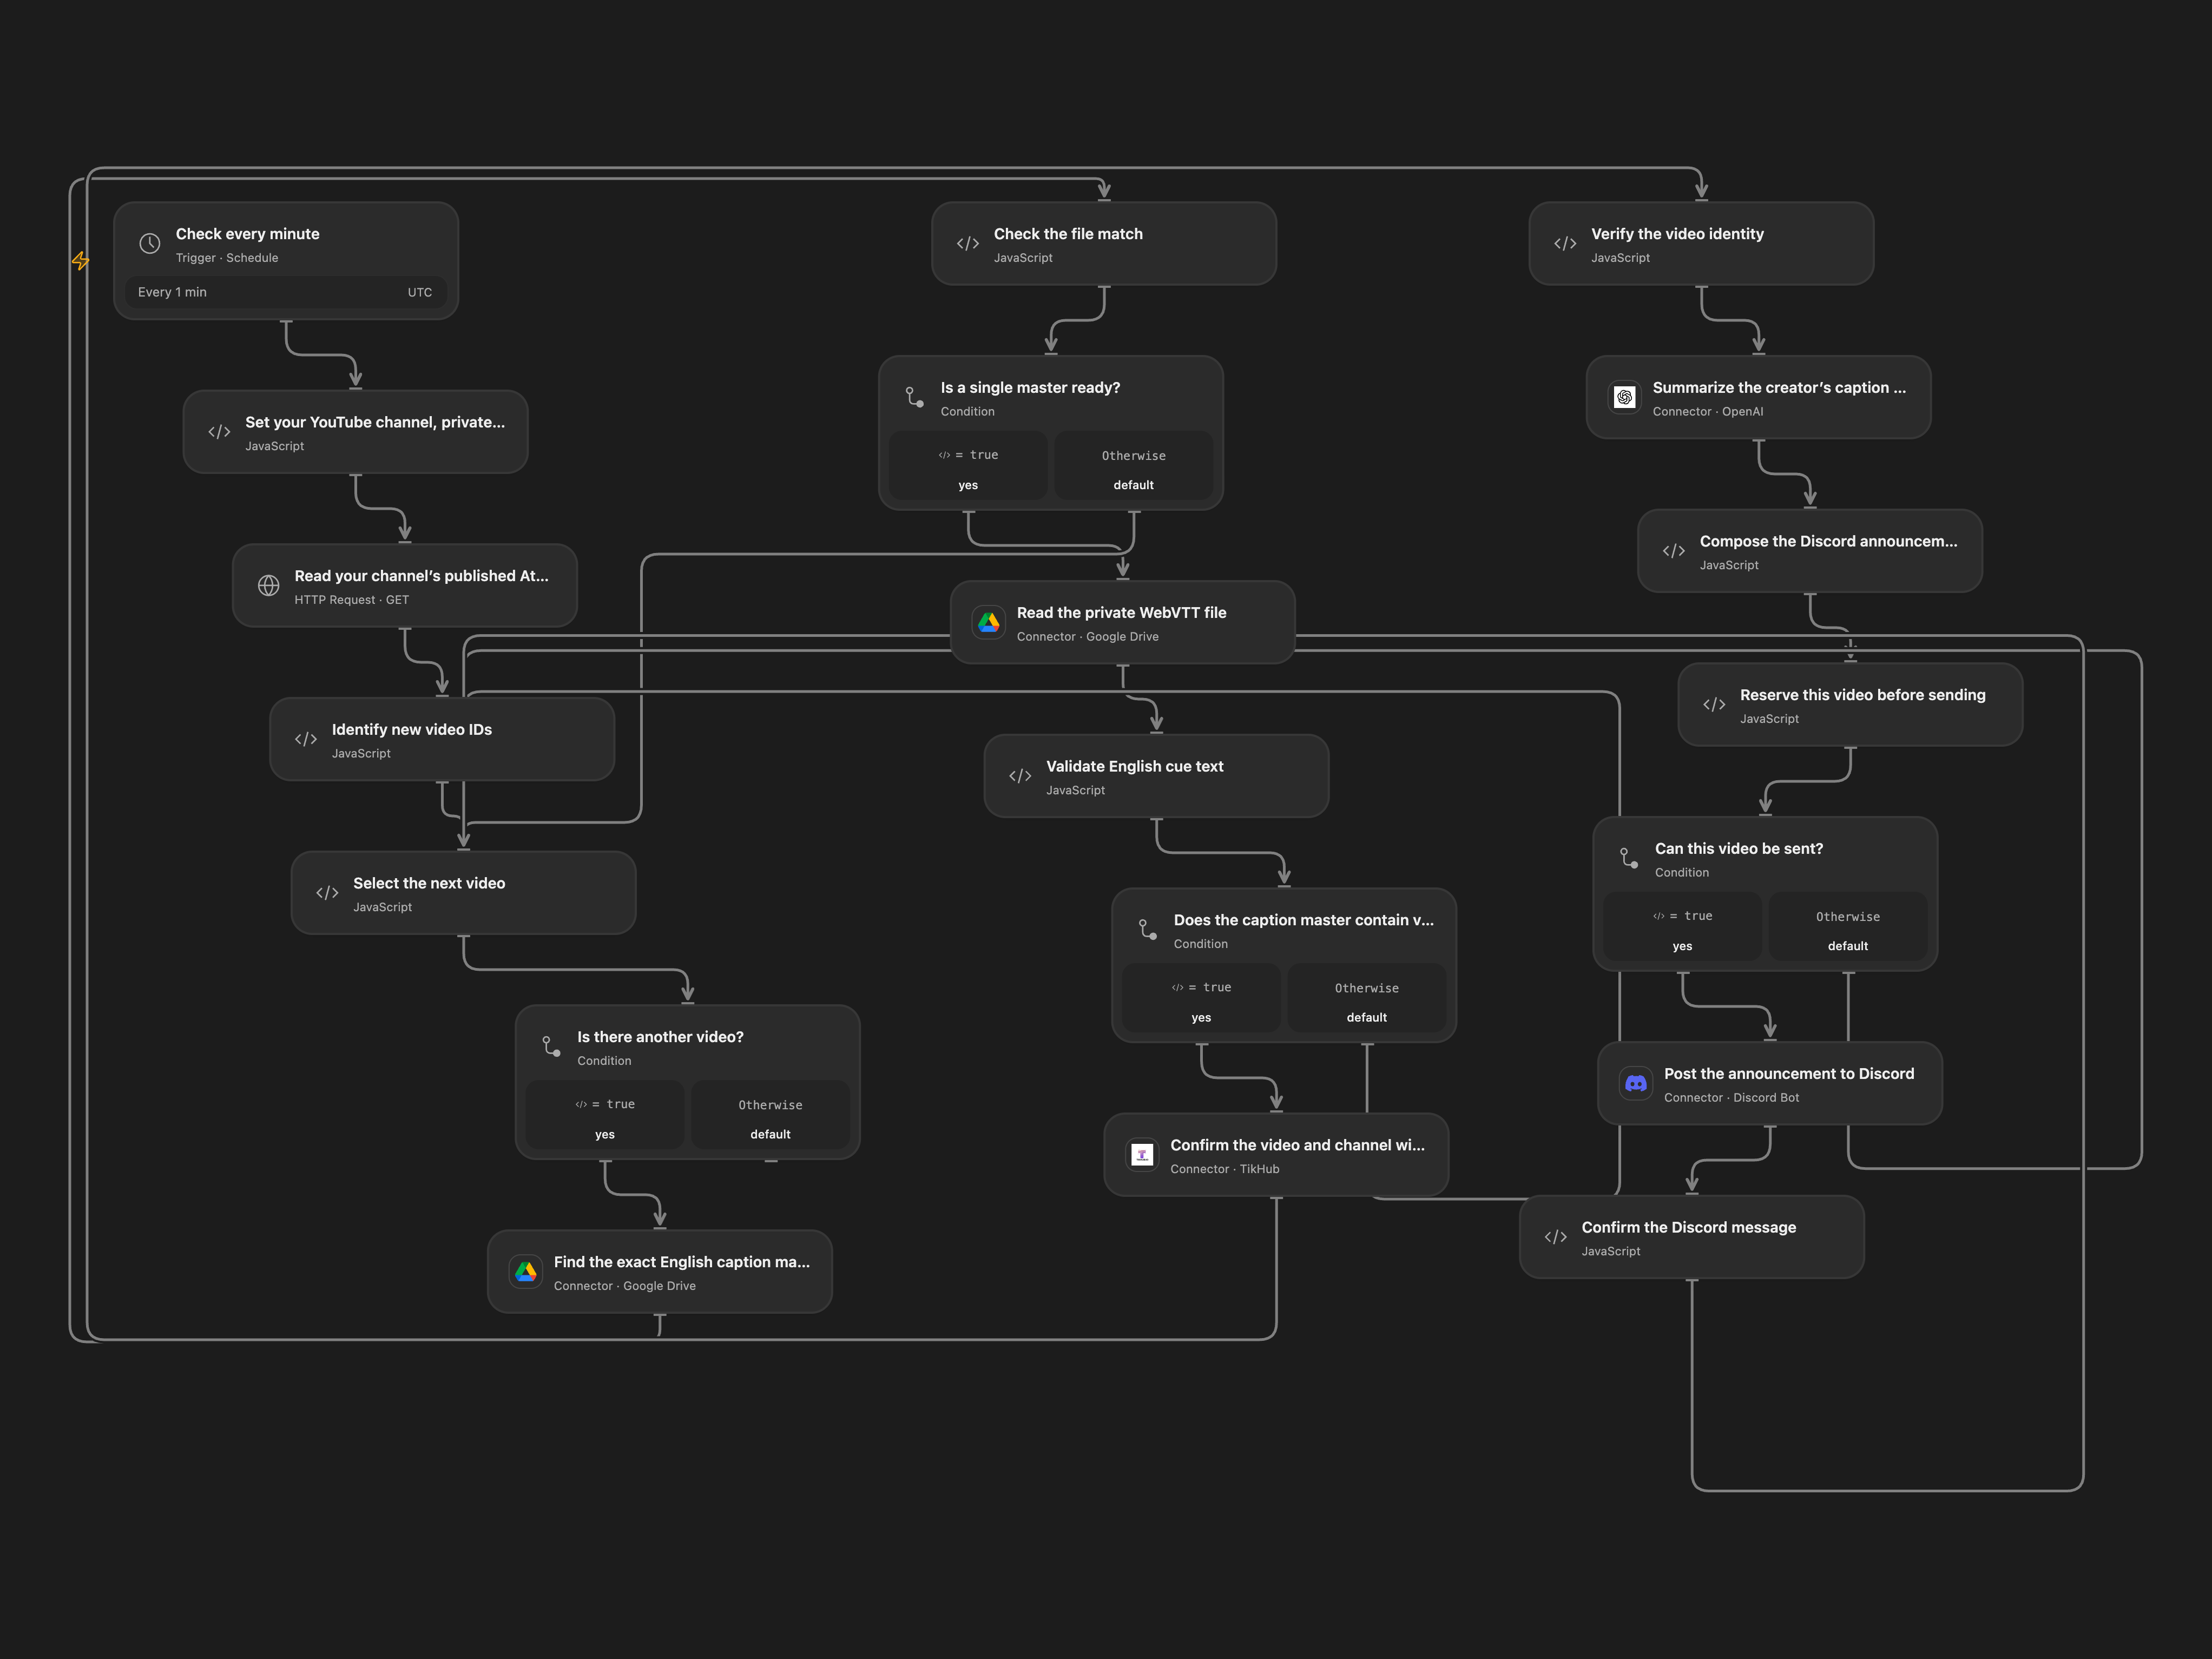 Check every minute
Trigger · Schedule
Every 1 min
UTC
Set your YouTube channel, private...
JavaScript
Read your channel’s published At...
HTTP Request · GET
Identify new video IDs
JavaScript
Select the next video
JavaScript
Is there another video?
Condition
</> = true
yes
Otherwise
default
Find the exact English caption ma...
Connector · Google Drive
Check the file match
JavaScript
Is a single master ready?
Condition
</> = true
yes
Otherwise
default
Read the private WebVTT file
Connector · Google Drive
Validate English cue text
JavaScript
Does the caption master contain v...
Condition
</> = true
yes
Otherwise
default
Confirm the video and channel wi...
Connector · TikHub
Verify the video identity
JavaScript
Summarize the creator’s caption ...
Connector · OpenAI
Compose the Discord announcem...
JavaScript
Reserve this video before sending
JavaScript
Can this video be sent?
Condition
</> = true
yes
Otherwise
default
Post the announcement to Discord
Connector · Discord Bot
Confirm the Discord message
JavaScript